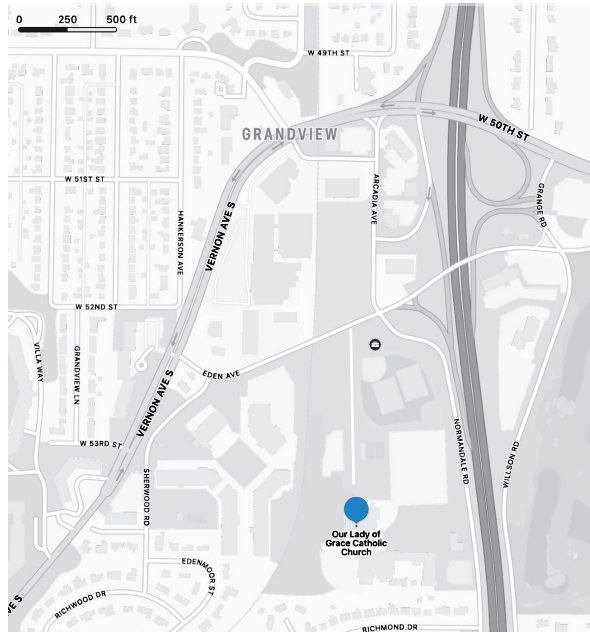 0 250 500 ft
W 49TH ST
GRANDVIEW
W 50TH ST
W 51ST ST
ARCADIA AVE
GRANGE RD
HANKERSON AVE
VERNON AVE S
W 52ND ST
VILLA WAY
GRANDVIEW LN
EDEN AVE
VERNON AVE S
W 53RD ST
NORMANDALE RD
WILLSON RD
SHERWOOD RD
Our Lady of
Grace Catholic
Church
EDENMOOR ST
RICHWOOD DR
VE S
RICHMOND DR